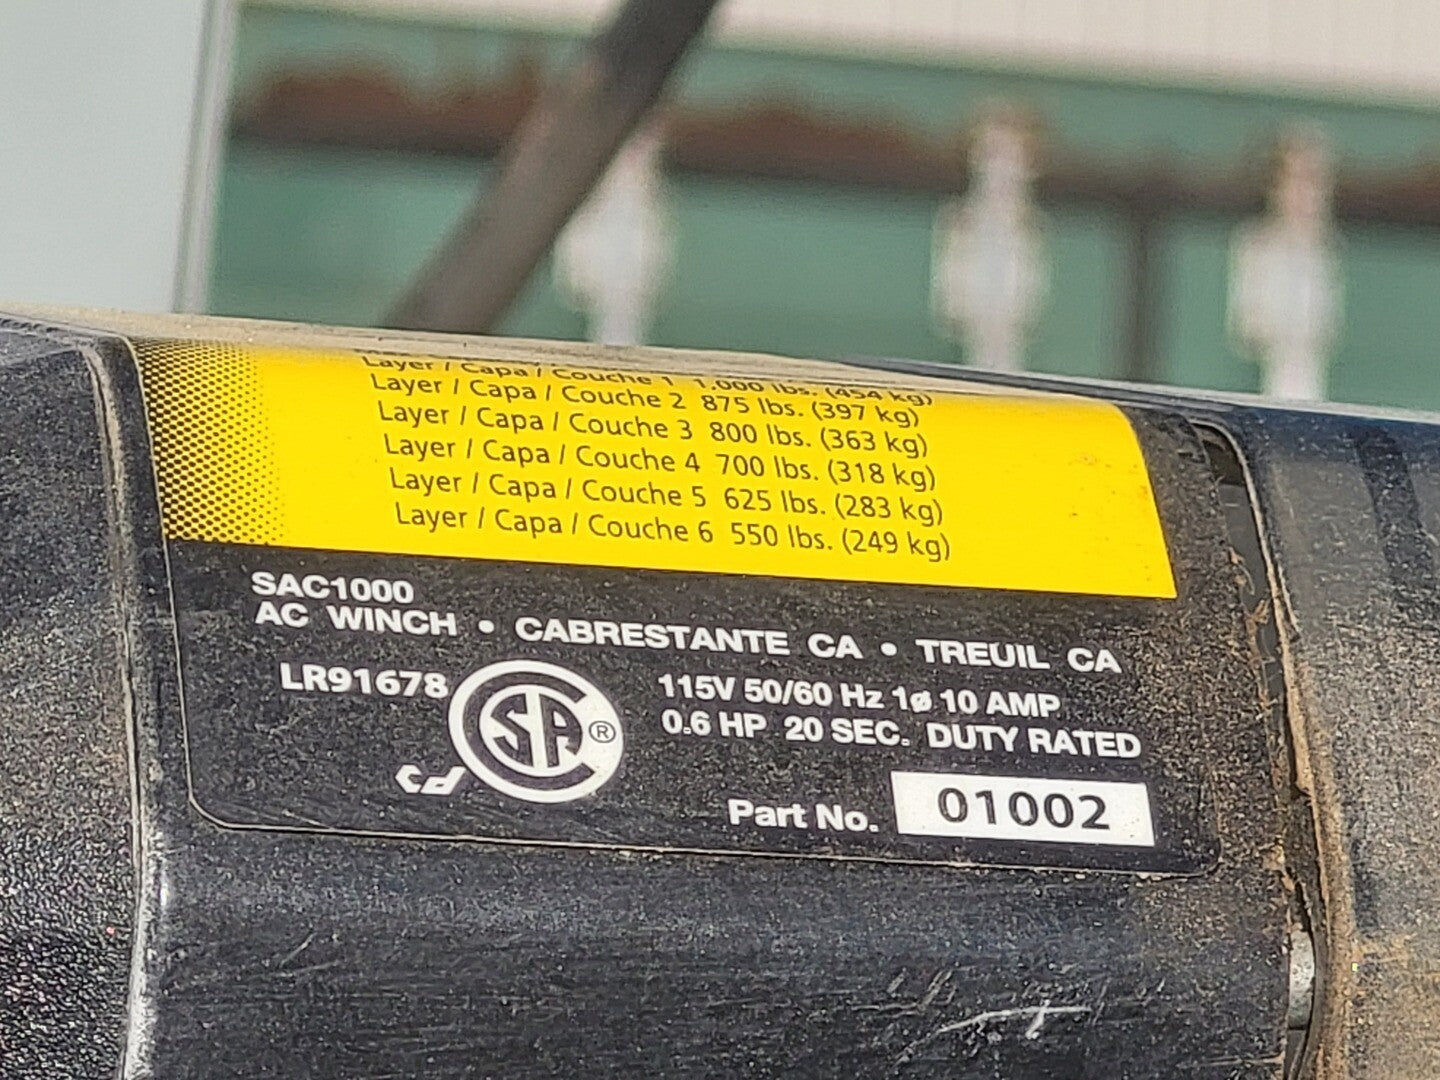 Layer / Capa / Couche 1 1,000 lbs. (454 kg)
Layer / Capa / Couche 2 875 lbs. (397 kg)
Layer / Capa / Couche 3 800 lbs. (363 kg)
Layer / Capa / Couche 4 700 lbs. (318 kg)
Layer / Capa / Couche 5 625 lbs. (283 kg)
Layer / Capa / Couche 6 550 lbs. (249 kg)
SAC1000
AC WINCH • CABRESTANTE CA • TREUIL CA
LR91678
CSA®
115V 50/60 Hz 1ø 10 AMP
0.6 HP 20 SEC. DUTY RATED
Part No. 01002